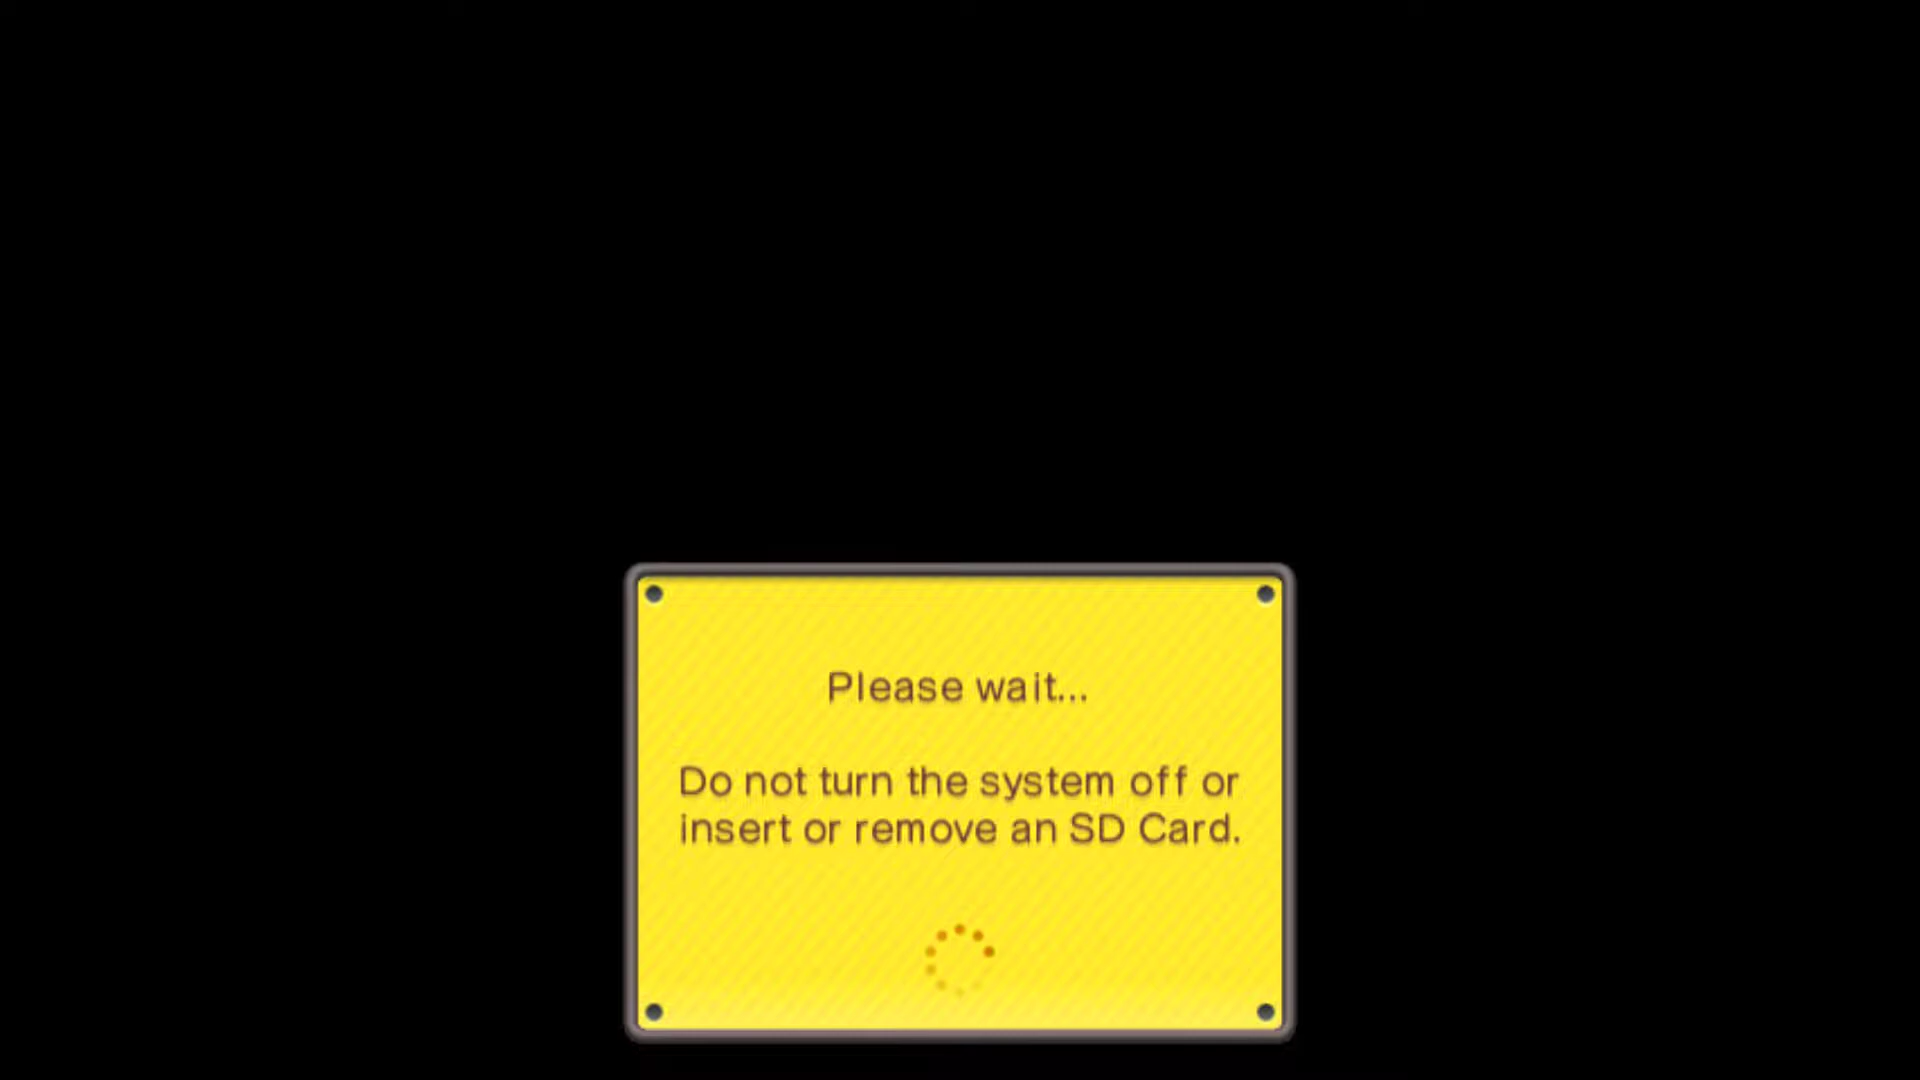 Please wait...
Do not turn the system off or
insert or remove an SD Card.